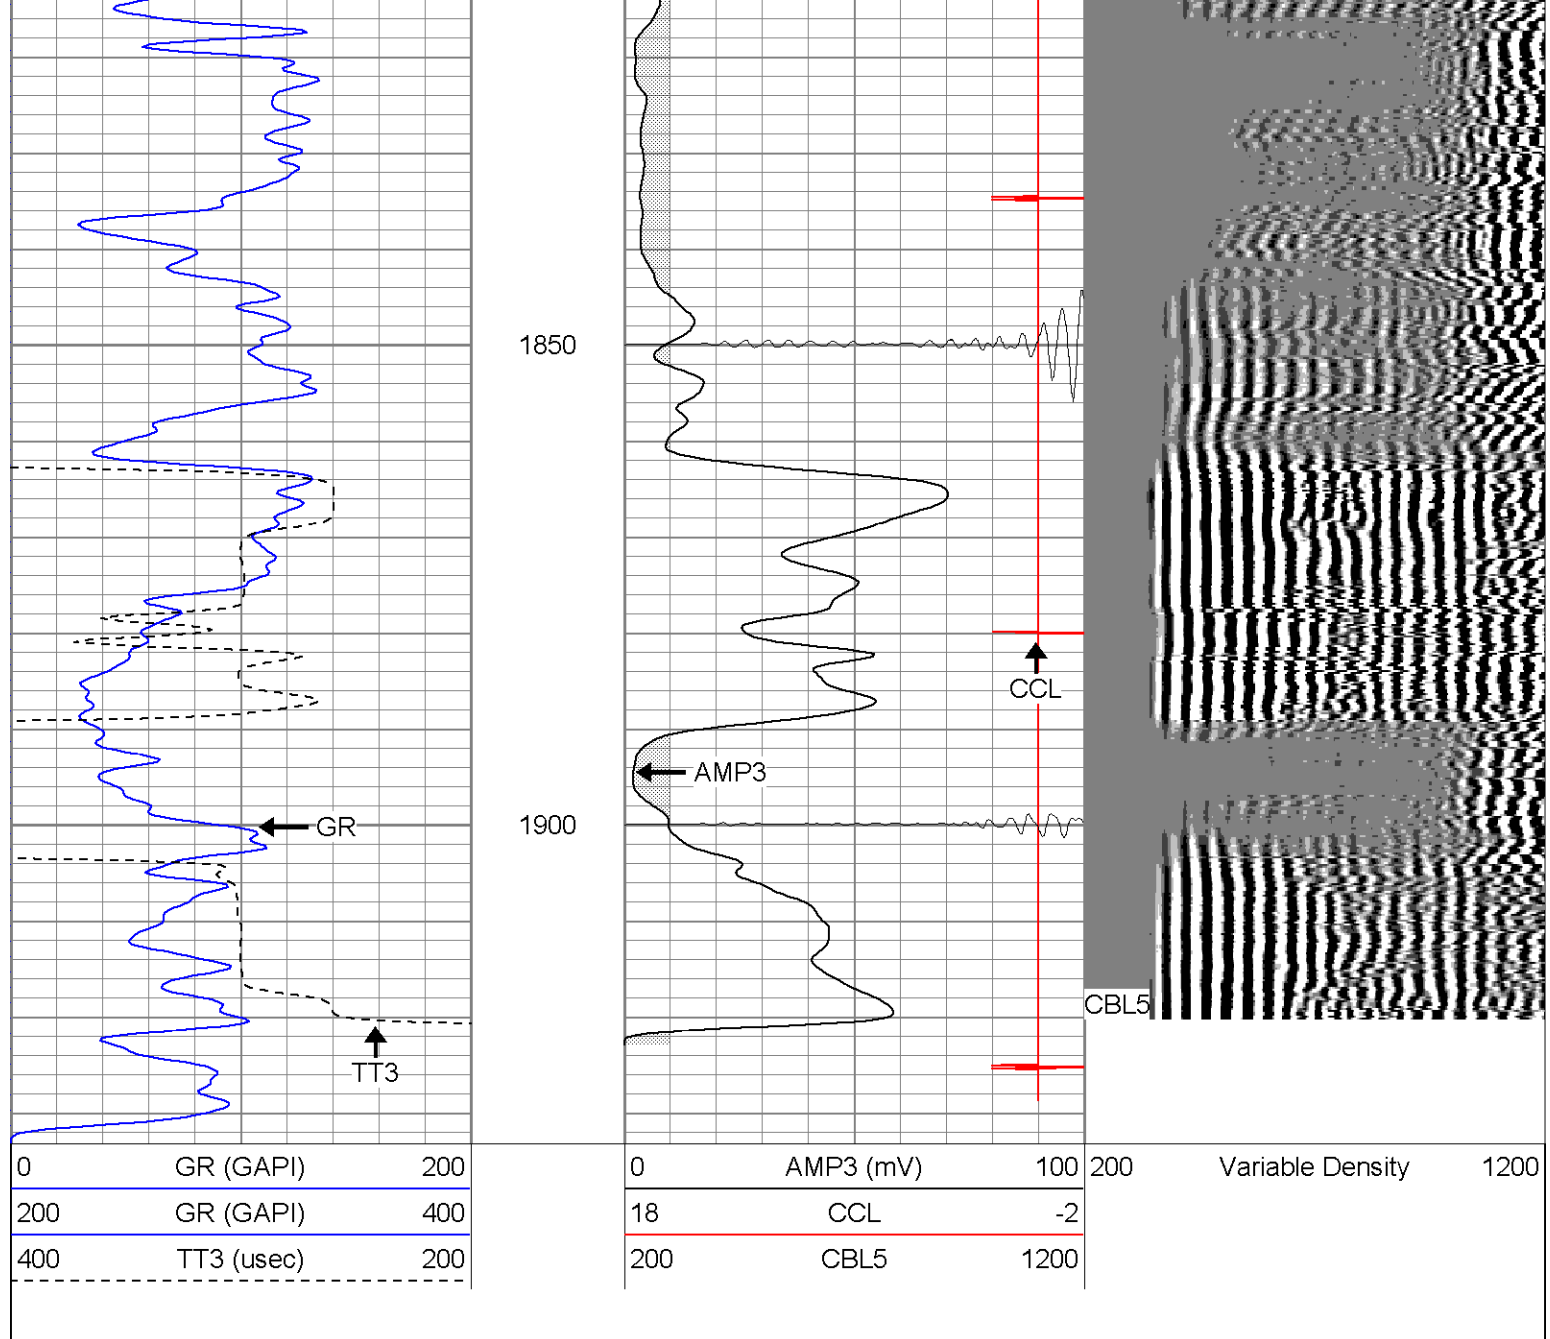 1850
CCL
AMP3
1900
GR
CBL5
TT3
0 GR (GAPI) 200
0 AMP3 (mV) 100
200 Variable Density 1200
200 GR (GAPI) 400
18 CCL -2
400 TT3 (usec) 200
200 CBL5 1200